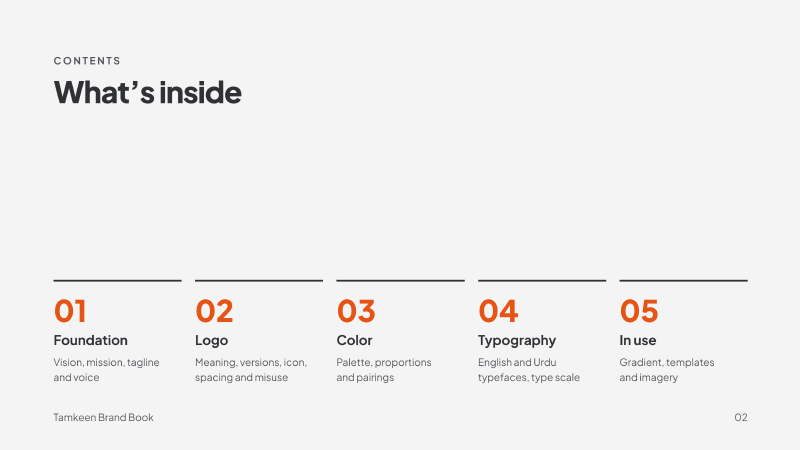 CONTENTS
What’s inside
01
Foundation
Vision, mission, tagline
and voice
02
Logo
Meaning, versions, icon,
spacing and misuse
03
Color
Palette, proportions
and pairings
04
Typography
English and Urdu
typefaces, type scale
05
In use
Gradient, templates
and imagery
Tamkeen Brand Book
02